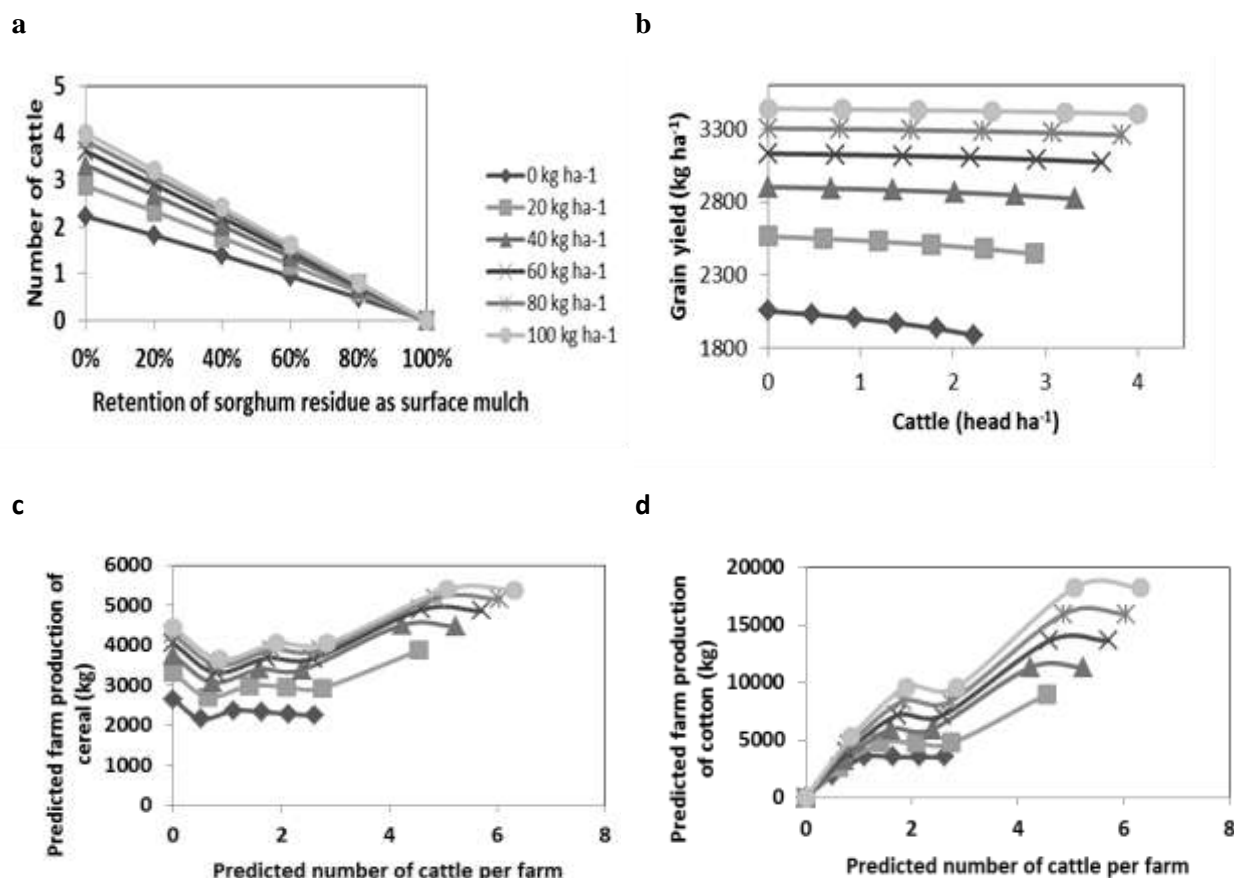 a
Number of cattle
5
4
3
2
1
0
0% 20% 40% 60% 80% 100%
Retention of sorghum residue as surface mulch
0 kg ha-1
20 kg ha-1
40 kg ha-1
60 kg ha-1
80 kg ha-1
100 kg ha-1
b
Grain yield (kg ha⁻¹)
3300
2800
2300
1800
0 1 2 3 4
Cattle (head ha⁻¹)
c
Predicted farm production of
cereal (kg)
6000
5000
4000
3000
2000
1000
0
0 2 4 6 8
Predicted number of cattle per farm
d
Predicted farm production
of cotton (kg)
20000
15000
10000
5000
0
0 2 4 6 8
Predicted number of cattle per farm